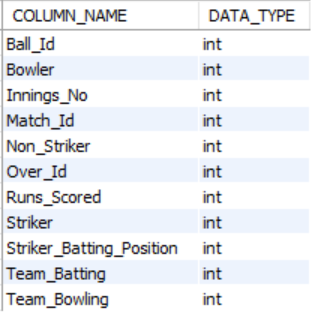 COLUMN_NAME DATA_TYPE
Ball_Id int
Bowler int
Innings_No int
Match_Id int
Non_Striker int
Over_Id int
Runs_Scored int
Striker int
Striker_Batting_Position int
Team_Batting int
Team_Bowling int